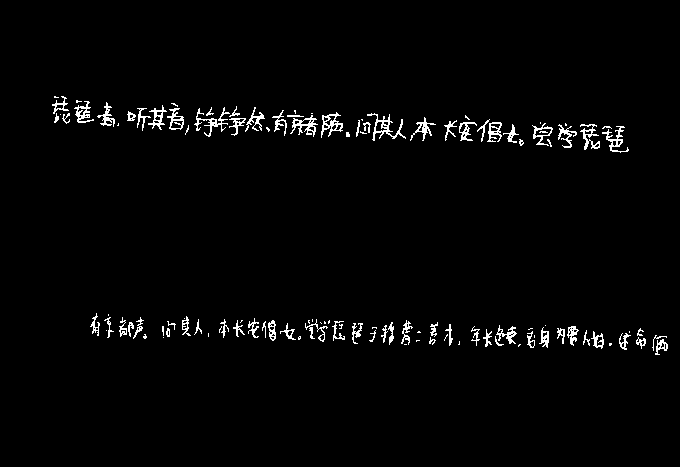 琵琶者,听其音,铮铮然、有京都声。问其人,本长安倡女。尝学琵琶
有京都声。问其人,本长安倡女。尝学琵琶于穆曹二善才,年长色衰,委身为贾人妇。遂命酒